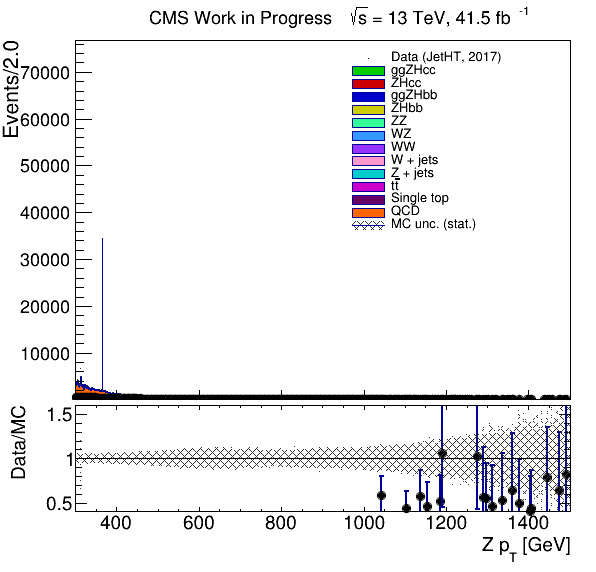 CMS Work in Progress √s = 13 TeV, 41.5 fb -1
Events/2.0
70000
60000
50000
40000
30000
20000
10000
Data (JetHT, 2017)
ggZHcc
ZHcc
ggZHbb
ZHbb
ZZ
WZ
WW
W + jets
Z + jets
tt̄
Single top
QCD
MC unc. (stat.)
Data/MC
1.5
1
0.5
400 600 800 1000 1200 1400
Z pT [GeV]